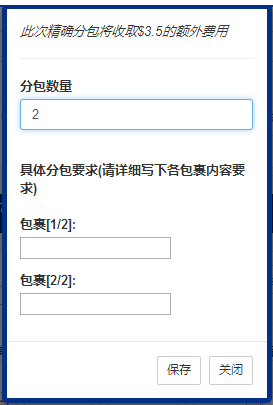 此次精确分包将收取$3.5的额外费用
分包数量
2
具体分包要求(请详细写下各包裹内容要
求)
包裹[1/2]:
包裹[2/2]:
保存 关闭